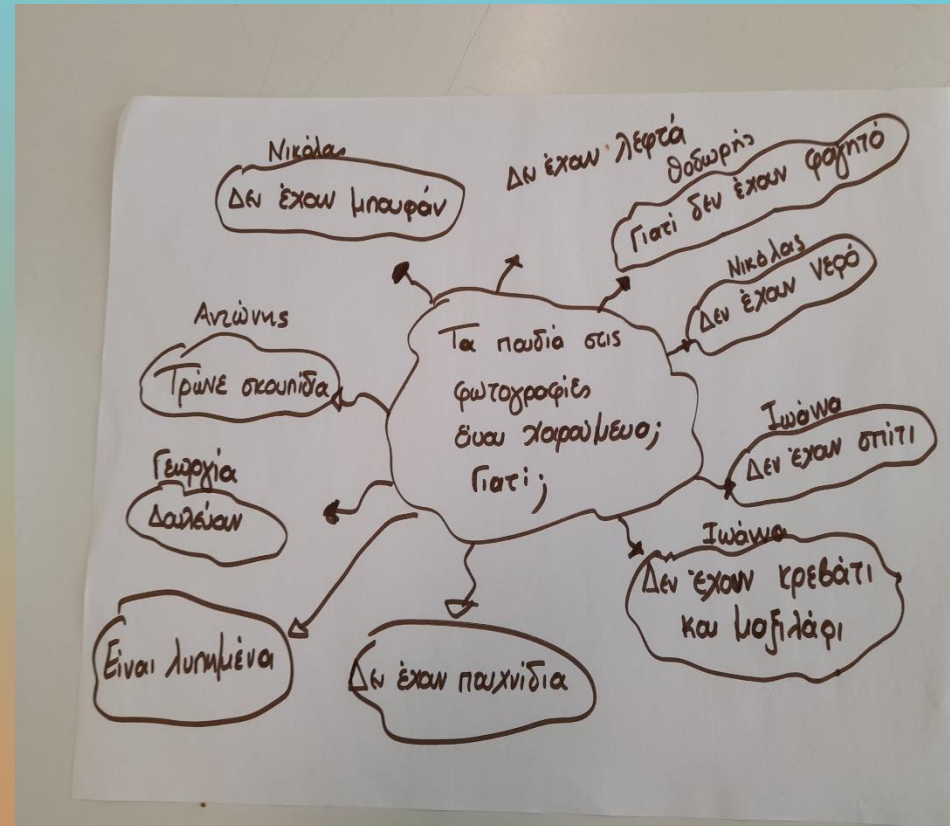 Νικόλας
Δεν έχουν μπουφάν
Δεν έχουν λεφτά
Θοδωρής
Γιατί δεν έχουν φαγητό
Νικόλας
Δεν έχουν νερό
Αντώνης
Τρώνε σκουπίδια
Τα παιδιά στις
φωτογραφίες
είναι χαρούμενα;
Γιατί;
Ιωάννα
Δεν έχουν σπίτι
Γεωργία
Δουλεύουν
Ιωάννα
Δεν έχουν κρεβάτι
και μαξιλάρι
Είναι λυπημένα
Δεν έχουν παιχνίδια